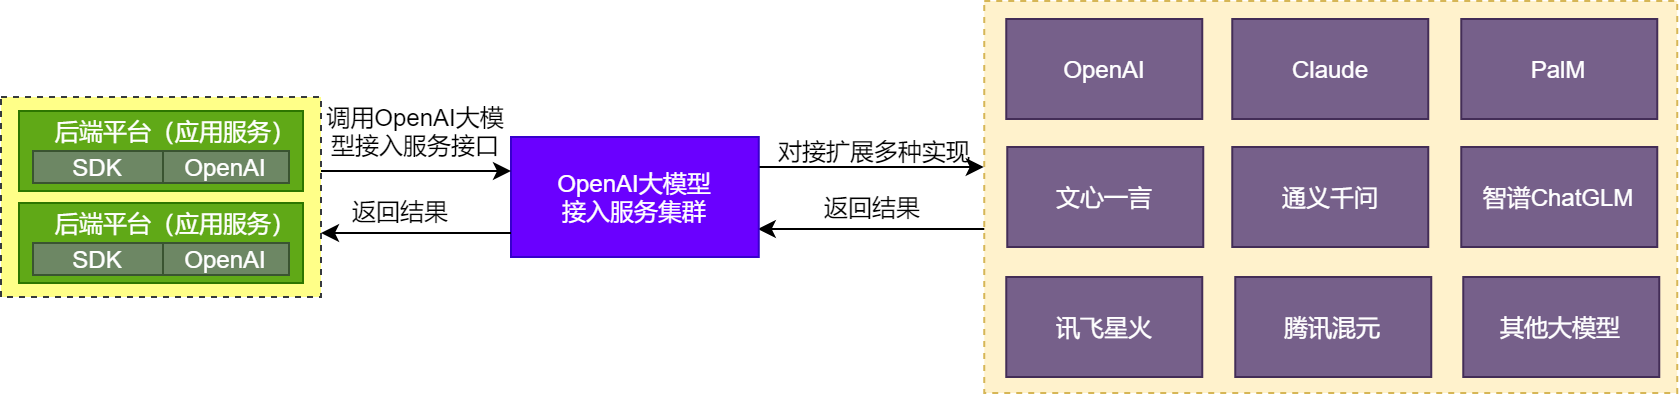 后端平台（应用服务）
SDK
OpenAI
后端平台（应用服务）
SDK
OpenAI
调用OpenAI大模
型接入服务接口
返回结果
OpenAI大模型
接入服务集群
对接扩展多种实现
返回结果
OpenAI
Claude
PalM
文心一言
通义千问
智谱ChatGLM
讯飞星火
腾讯混元
其他大模型